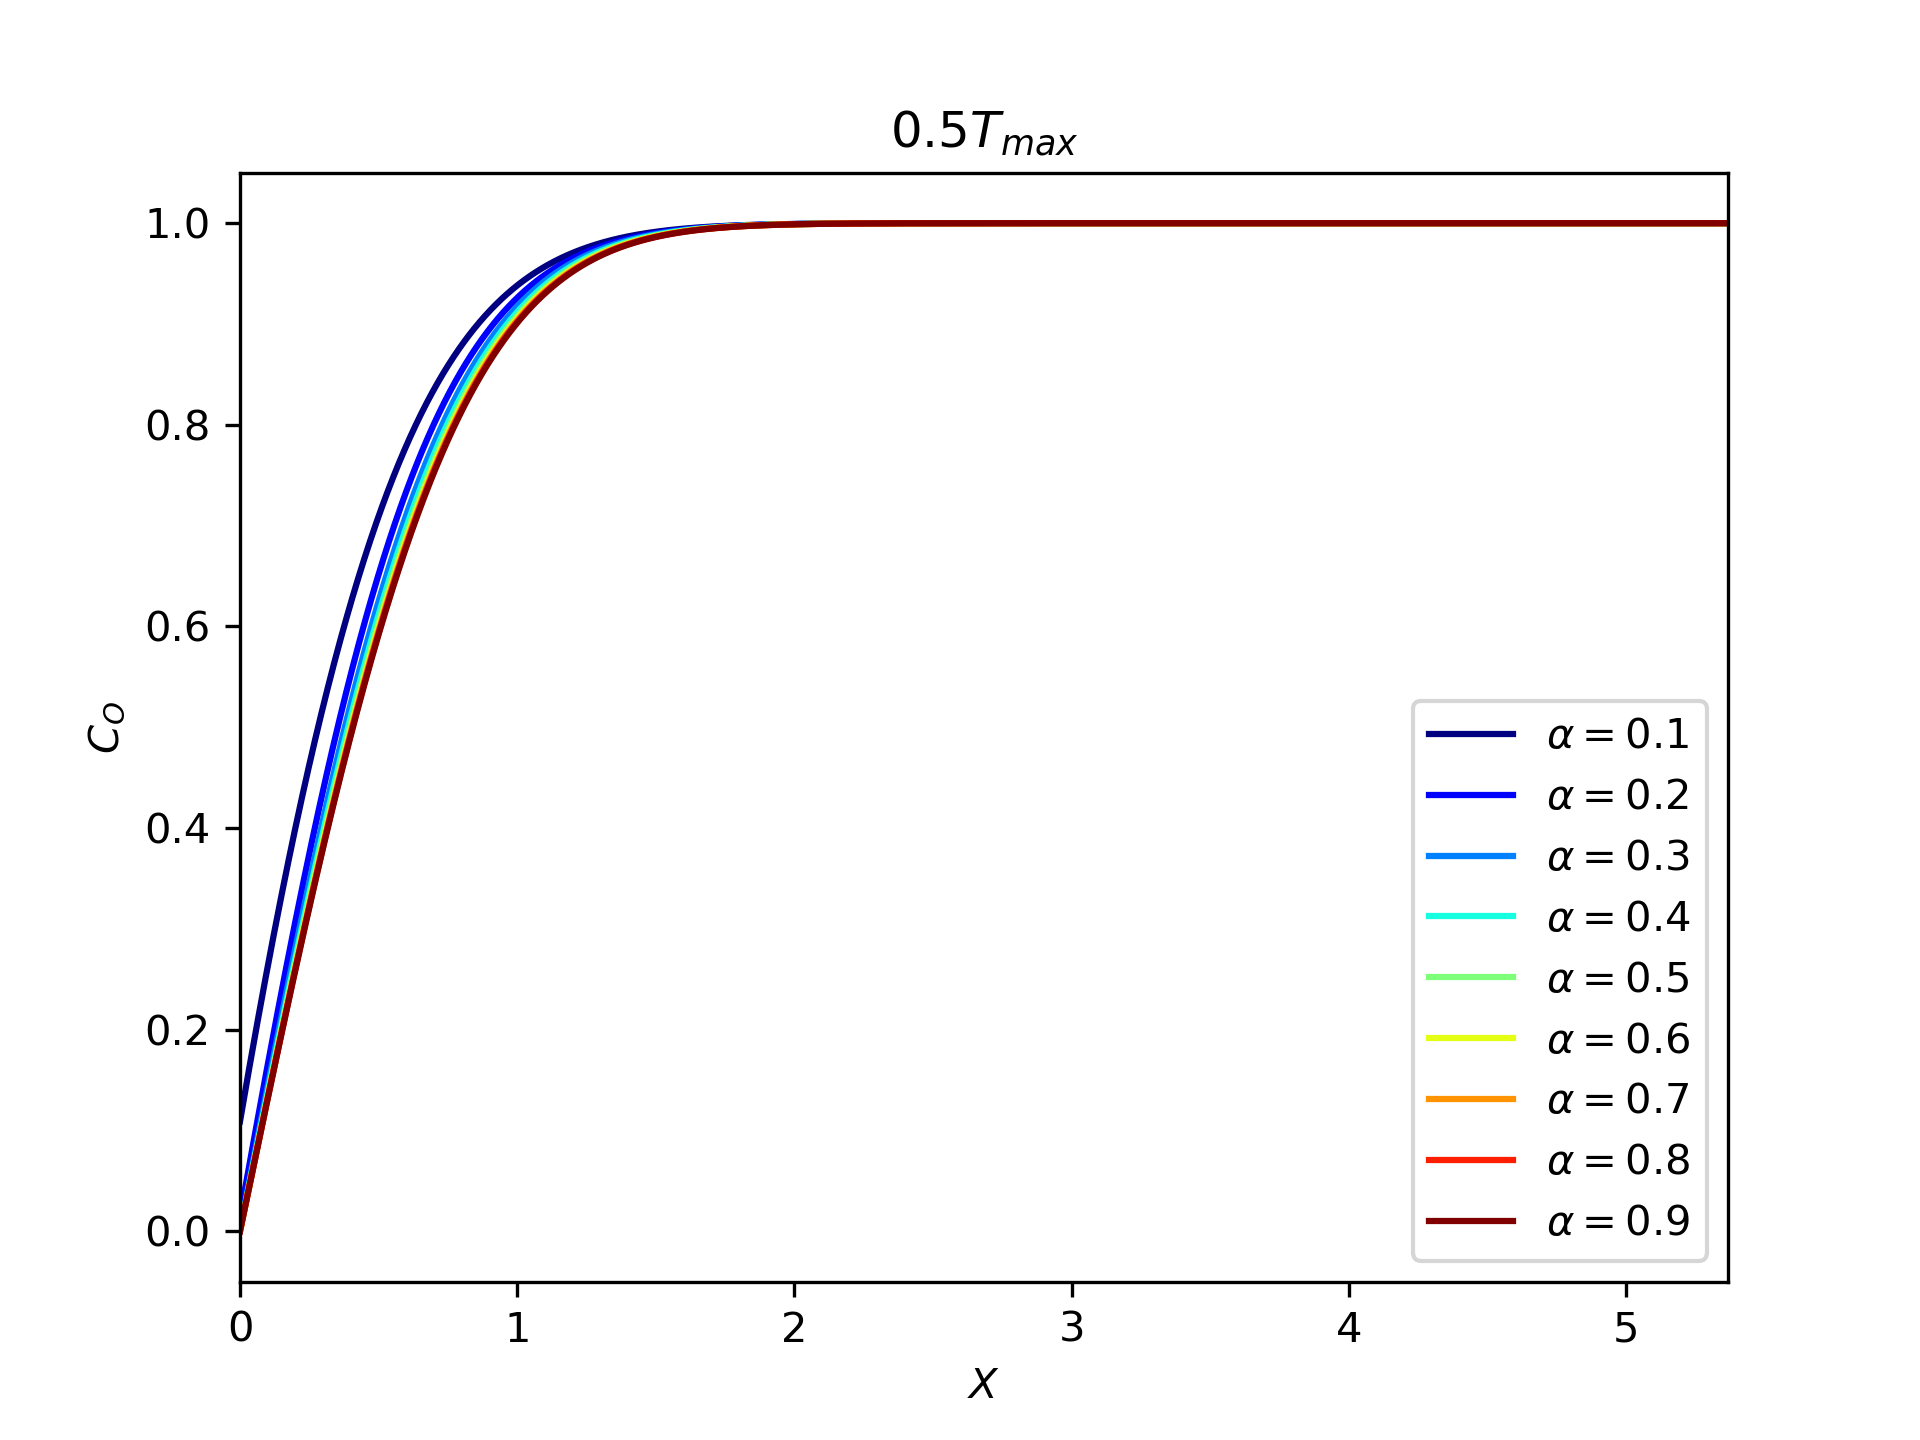 0.5T_max
1.0
0.8
0.6
0.4
0.2
0.0
C_O
0 1 2 3 4 5
X
α = 0.1
α = 0.2
α = 0.3
α = 0.4
α = 0.5
α = 0.6
α = 0.7
α = 0.8
α = 0.9